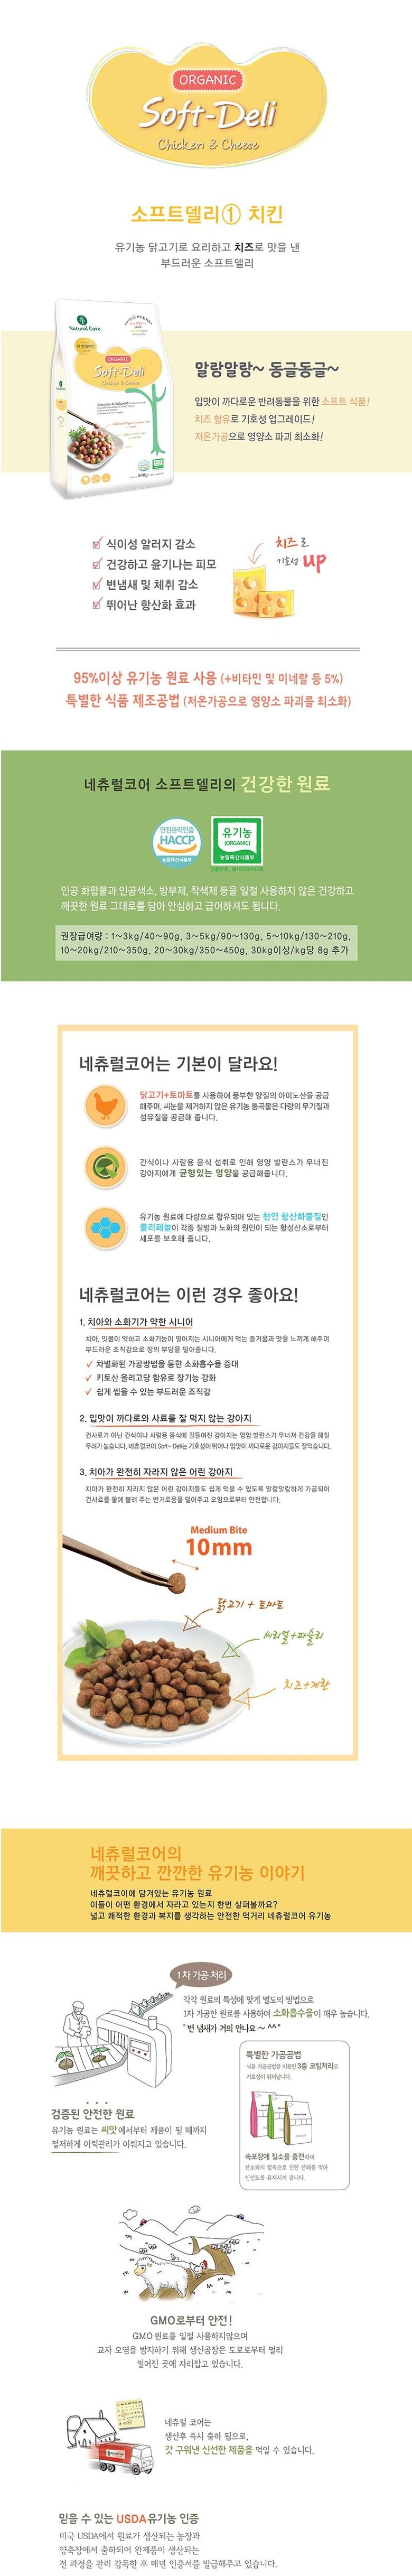 ORGANIC
Soft-Deli
Chicken & Cheese
소프트델리① 치킨
유기농 닭고기로 요리하고 치즈로 맛을 낸
부드러운 소프트델리
Natural Core
ORGANIC
Soft-Deli
Chicken & Cheese
말랑말랑~ 동글동글~
입맛이 까다로운 반려동물을 위한 소프트 식품!
치즈 함유로 기호성 업그레이드!
저온가공으로 영양소 파괴 최소화!
식이성 알러지 감소
건강하고 윤기나는 피모
변냄새 및 체취 감소
뛰어난 항산화 효과
치즈로
기호성 up
95%이상 유기농 원료 사용 (+비타민 및 미네랄 등 5%)
특별한 식품 제조공법 (저온가공으로 영양소 파괴를 최소화)
네츄럴코어 소프트델리의 건강한 원료
안전관리인증
HACCP
농림축산식품부
유기농
(ORGANIC)
농림축산식품부
인공 화합물과 인공색소, 방부제, 착색제 등을 일절 사용하지 않은 건강하고
깨끗한 원료 그대로를 담아 안심하고 급여하셔도 됩니다.
권장급여량 : 1~3kg/40~90g, 3~5kg/90~130g, 5~10kg/130~210g,
10~20kg/210~350g, 20~30kg/350~450g, 30kg이상/kg당 8g 추가
네츄럴코어는 기본이 달라요!
닭고기+토마토를 사용하여 풍부한 양질의 아미노산을 공급
해주며, 씨눈을 제거하지 않은 유기농 통곡물은 다량의 무기질과
섬유질을 공급해 줍니다.
간식이나 사람용 음식 섭취로 인해 영양 발란스가 무너진
강아지에게 균형있는 영양을 공급해줍니다.
유기농 원료에 다량으로 함유되어 있는 천연 항산화물질인
폴리페놀이 각종 질병과 노화의 원인이 되는 활성산소로부터
세포를 보호해 줍니다.
네츄럴코어는 이런 경우 좋아요!
1. 치아와 소화기가 약한 시니어
치아, 잇몸이 약하고 소화기능이 떨어지는 시니어에게 먹는 즐거움과 맛을 느끼게 해주며
부드러운 조직감으로 장의 부담을 덜어줍니다.
차별화된 가공방법을 통한 소화흡수율 증대
키토산 올리고당 함유로 장기능 강화
쉽게 씹을 수 있는 부드러운 조직감
2. 입맛이 까다로와 사료를 잘 먹지 않는 강아지
건사료가 아닌 간식이나 사람용 음식에 길들여진 강아지는 영양 발란스가 무너져 건강을 해칠
우려가 높습니다. 네츄럴코어 Soft-Deli는 기호성이 뛰어나 입맛이 까다로운 강아지들도 잘먹습니다.
3. 치아가 완전히 자라지 않은 어린 강아지
치아가 완전히 자라지 않은 어린 강아지들도 쉽게 먹을 수 있도록 말랑말랑하게 가공되어
건사료를 물에 불려 주는 번거로움을 덜어주고 오염으로부터 안전합니다.
Medium Bite
10mm
닭고기 + 토마토
씨리얼+파슬리
치즈+계란
네츄럴코어의
깨끗하고 깐깐한 유기농 이야기
네츄럴코어에 담겨있는 유기농 원료
이들이 어떤 환경에서 자라고 있는지 한번 살펴볼까요?
넓고 쾌적한 환경과 복지를 생각하는 안전한 먹거리 네츄럴코어 유기농
1차 가공 처리
각각 원료의 특성에 맞게 별도의 방법으로
1차 가공한 원료를 사용하여 소화흡수율이 매우 높습니다.
"변 냄새가 거의 안나요 ~ ^^"
검증된 안전한 원료
유기농 원료는 씨앗에서부터 제품이 될 때까지
철저하게 이력관리가 이뤄지고 있습니다.
특별한 가공공법
식품 가공공법을 이용한 3중 코팅처리로
기호성이 뛰어납니다.
속포장에 질소를 충전하여
산소와의 접촉으로 인한 산패를 막아
신선도를 유지시켜 줍니다.
GMO로부터 안전!
GMO 원료를 일절 사용하지않으며
교차 오염을 방지하기 위해 생산공장은 도로로부터 멀리
떨어진 곳에 자리잡고 있습니다.
네츄럴 코어는
생산후 즉시 출하 됨으로,
갓 구워낸 신선한 제품을 먹일 수 있습니다.
믿을 수 있는 USDA유기농 인증
미국 USDA에서 원료가 생산되는 농장과
양축장에서 출하되어 완제품이 생산되는
전 과정을 관리 감독한 후 매년 인증서를 발급해주고 있습니다.